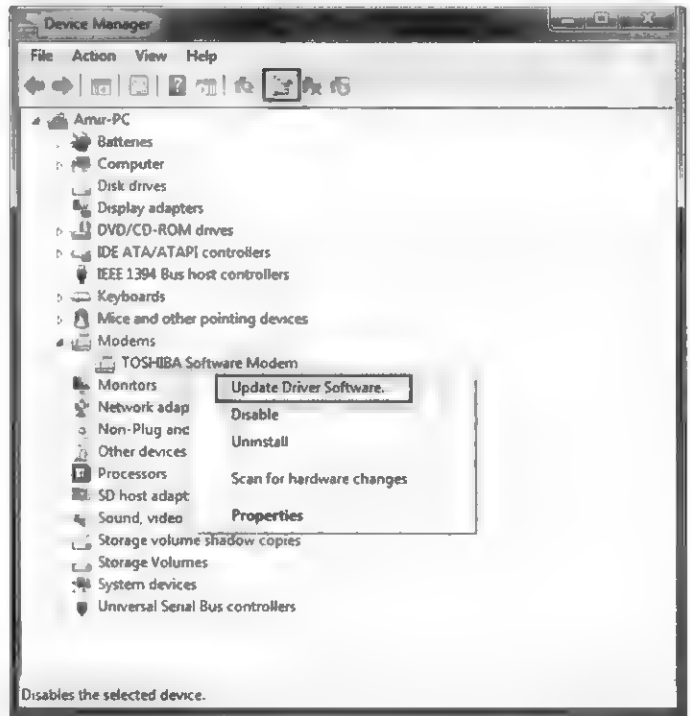 Device Manager
File Action View Help
Amir-PC
Batteries
Computer
Disk drives
Display adapters
DVD/CD-ROM drives
IDE ATA/ATAPI controllers
IEEE 1394 Bus host controllers
Keyboards
Mice and other pointing devices
Modems
TOSHIBA Software Modem
Monitors
Update Driver Software.
Network adap
Disable
Non-Plug and
Uninstall
Other devices
Processors
Scan for hardware changes
SD host adapt
Sound, video
Properties
Storage volume shadow copies
Storage Volumes
System devices
Universal Serial Bus controllers
Disables the selected device.